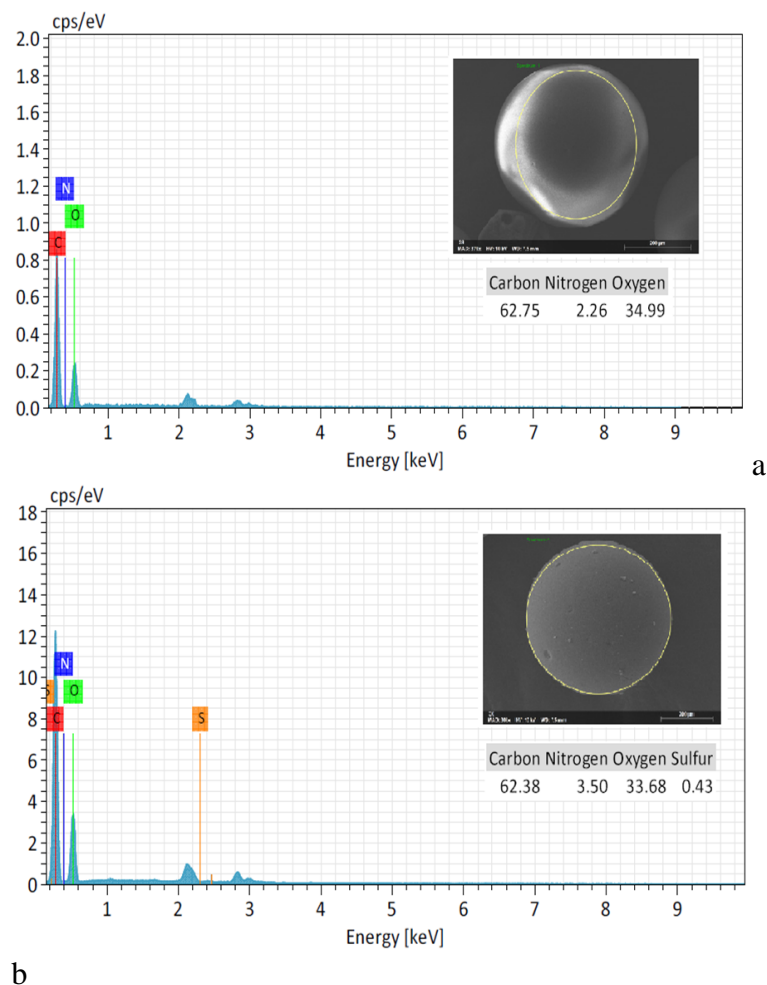 cps/eV
2.0
1.8
1.6
N
1.4
1.2
O
1.0
C
0.8
0.6
0.4
0.2
0.0
1 2 3 4 5 6 7 8 9
Energy [keV]
200 µm
Carbon Nitrogen Oxygen
62.75 2.26 34.99
a
cps/eV
18
16
14
12
N
10
S
O
8
C
S
6
4
2
0
1 2 3 4 5 6 7 8 9
Energy [keV]
200 µm
Carbon Nitrogen Oxygen Sulfur
62.38 3.50 33.68 0.43
b